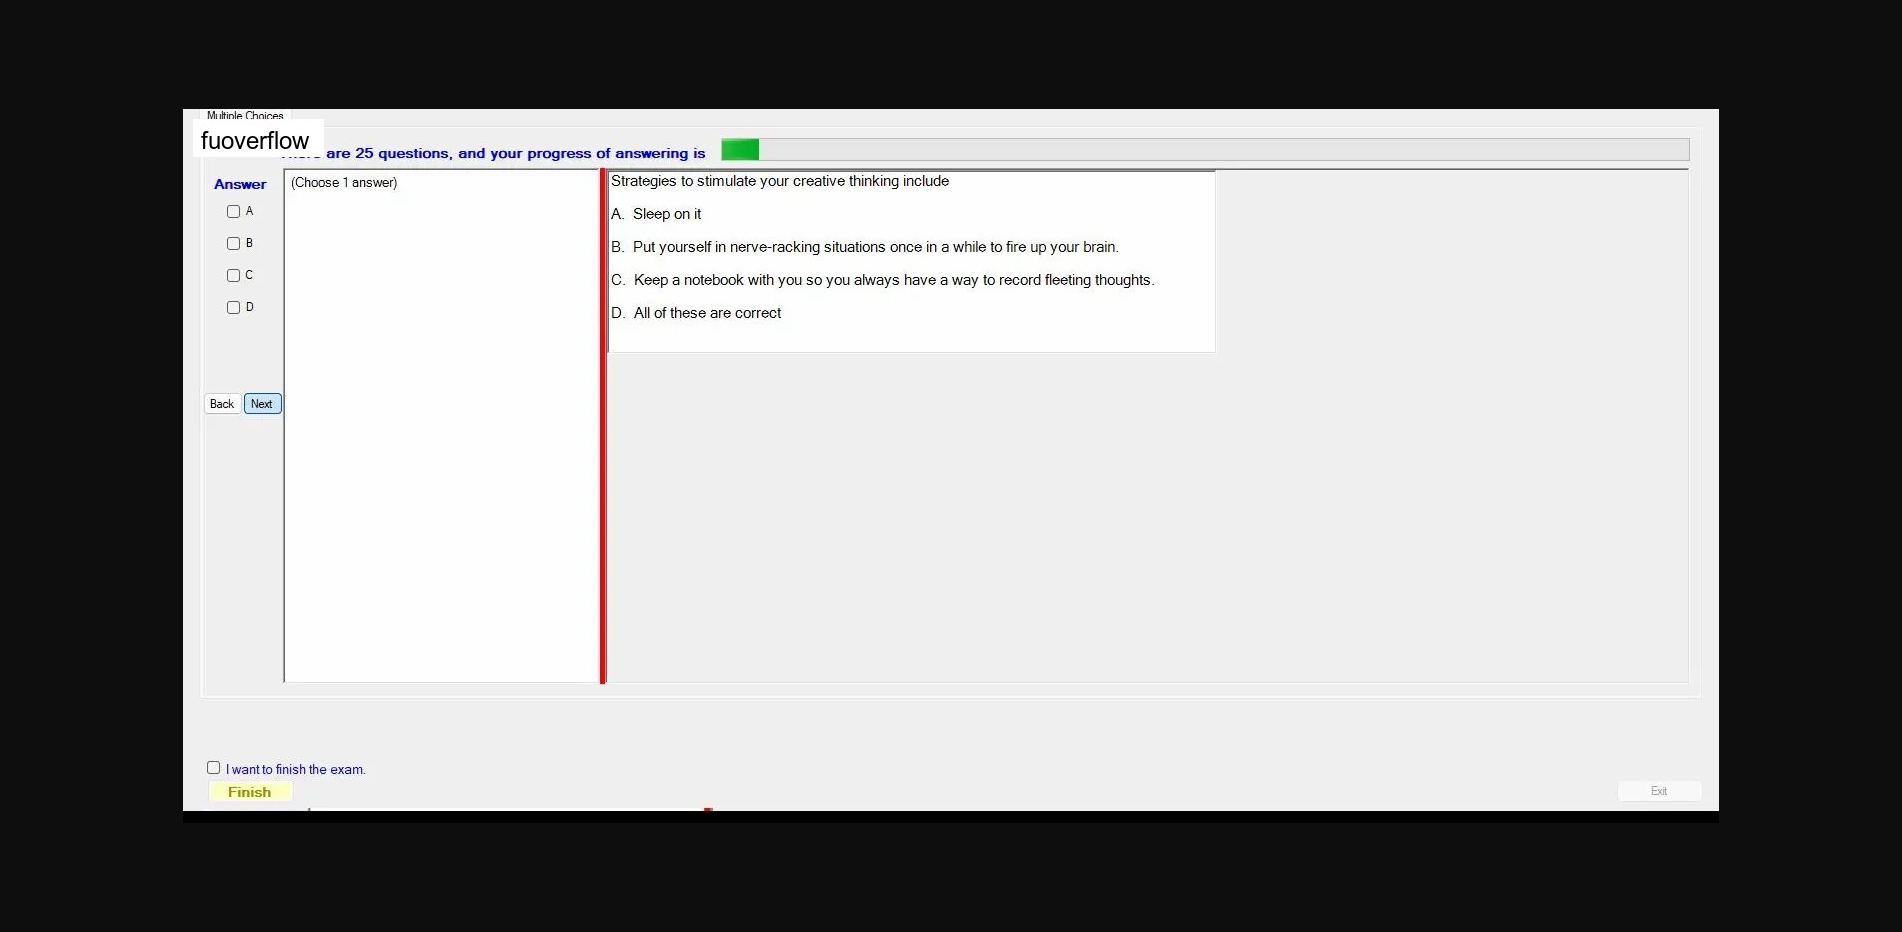 Multiple Choices
fuoverflow
are 25 questions, and your progress of answering is
Answer
(Choose 1 answer)
A
B
C
D
Back Next
Strategies to stimulate your creative thinking include
A. Sleep on it
B. Put yourself in nerve-racking situations once in a while to fire up your brain.
C. Keep a notebook with you so you always have a way to record fleeting thoughts.
D. All of these are correct
I want to finish the exam.
Finish
Exit